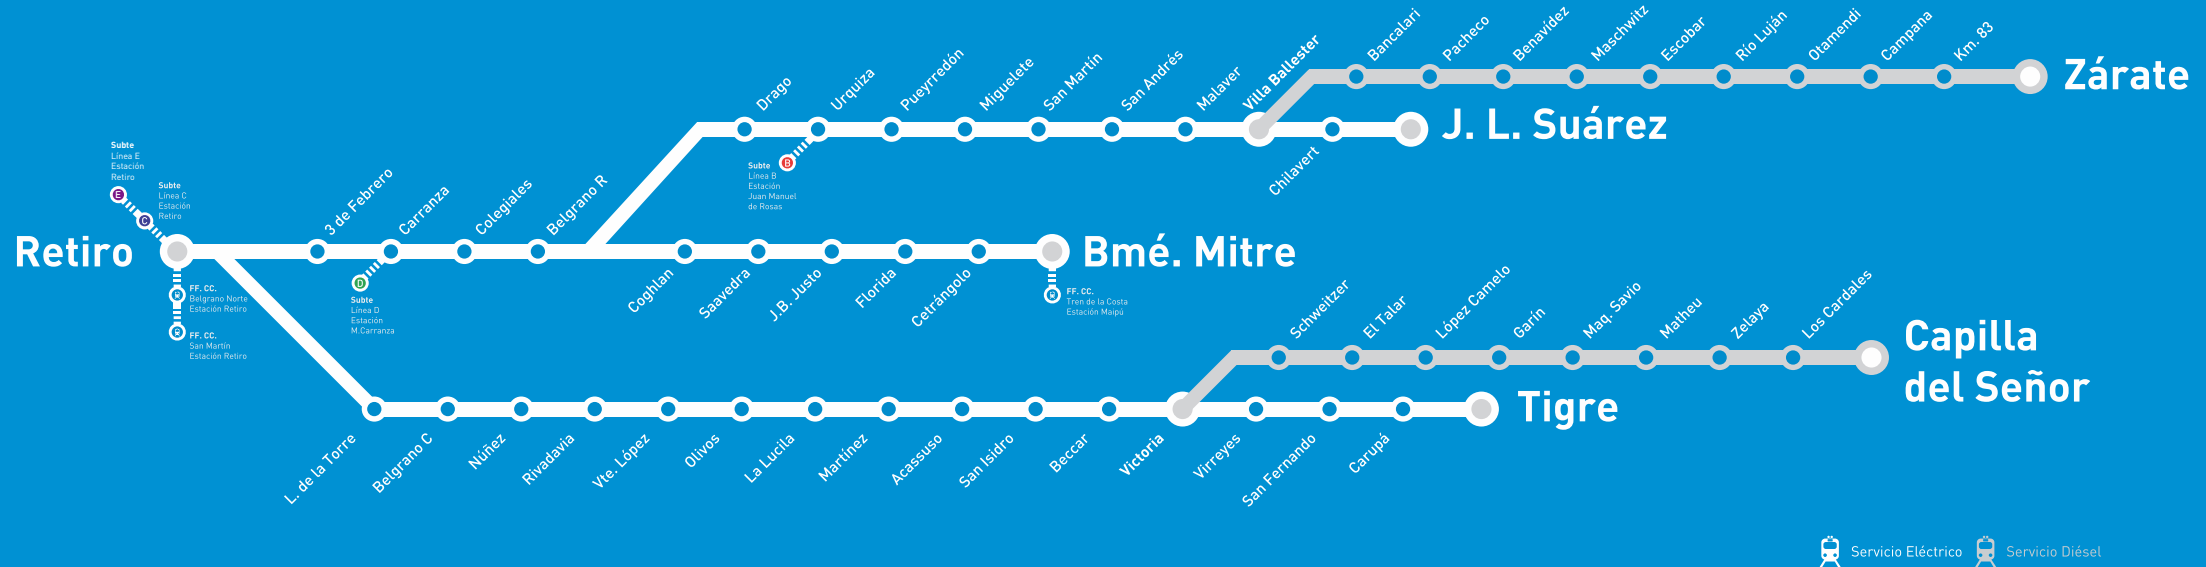 Bancalari
Pacheco
Benavídez
Maschwitz
Escobar
Río Luján
Otamendi
Campana
Km. 83
Zárate
Drago
Urquiza
Pueyrredón
Miguelete
San Martín
San Andrés
Malaver
Villa Ballester
Chilavert
J. L. Suárez
B
Subte
Línea B
Estación
Juan Manuel
de Rosas
Subte
Línea E
Estación
Retiro
E
Subte
Línea C
Estación
Retiro
C
Retiro
3 de Febrero
Carranza
Colegiales
Belgrano R
Coghlan
Saavedra
J.B. Justo
Florida
Cetrángolo
Bmé. Mitre
D
Subte
Línea D
Estación
M.Carranza
FF. CC.
Belgrano Norte
Estación Retiro
FF. CC.
San Martín
Estación Retiro
FF. CC.
Tren de la Costa
Estación Maipú
Schweitzer
El Talar
López Camelo
Garín
Maq. Savio
Matheu
Zelaya
Los Cardales
Capilla
del Señor
L. de la Torre
Belgrano C
Núñez
Rivadavia
Vte. López
Olivos
La Lucila
Martínez
Acassuso
San Isidro
Beccar
Victoria
Virreyes
San Fernando
Carupá
Tigre
Servicio Eléctrico
Servicio Diésel